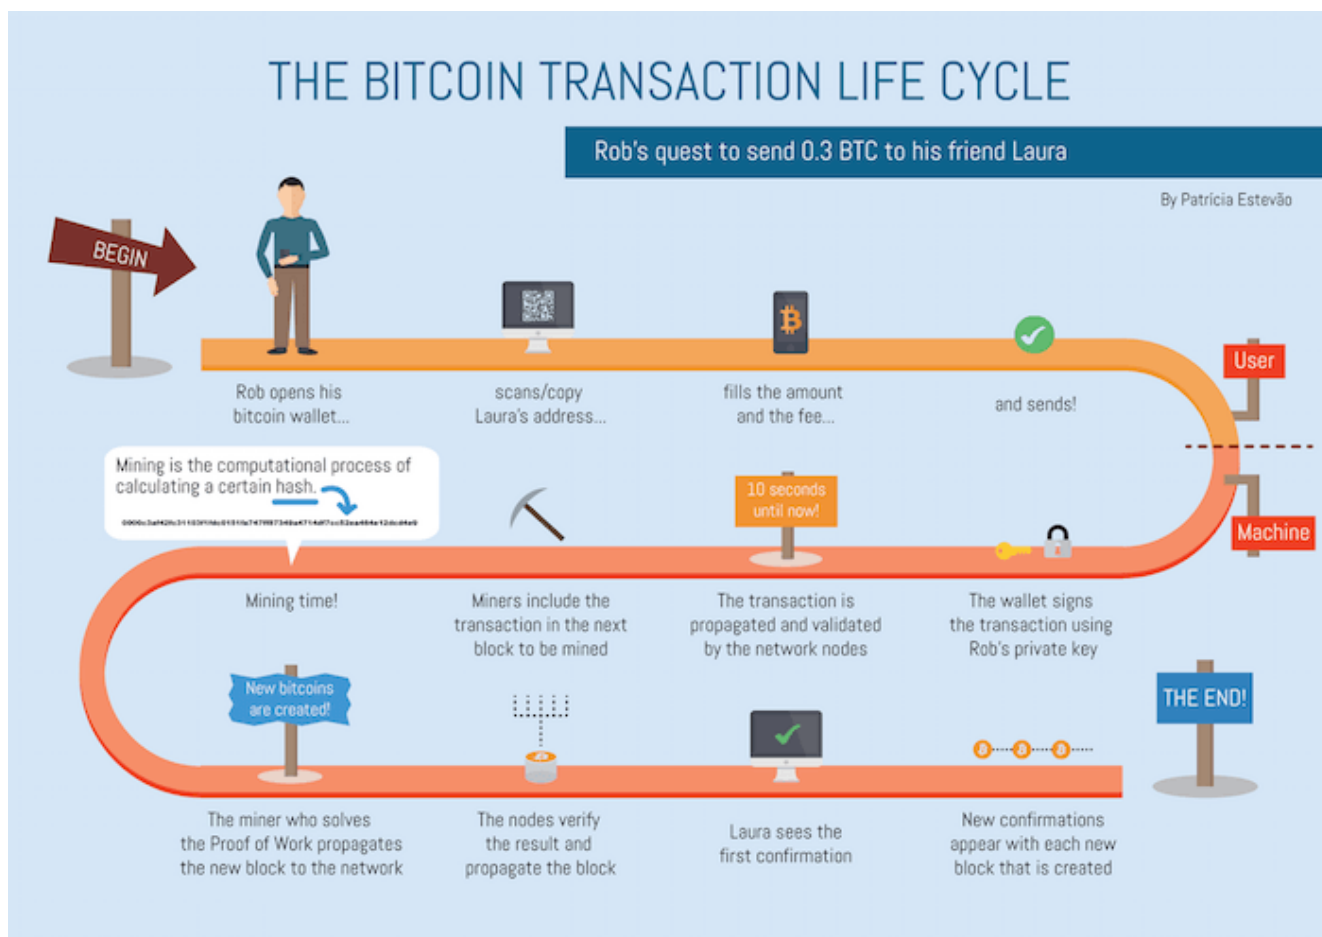 THE BITCOIN TRANSACTION LIFE CYCLE
Rob's quest to send 0.3 BTC to his friend Laura
By Patrícia Estevão
BEGIN
Rob opens his
bitcoin wallet...
scans/copy
Laura's address...
fills the amount
and the fee...
and sends!
User
Machine
The wallet signs
the transaction using
Rob's private key
10 seconds
until now!
The transaction is
propagated and validated
by the network nodes
Miners include the
transaction in the next
block to be mined
Mining is the computational process of
calculating a certain hash.
Mining time!
New bitcoins
are created!
The miner who solves
the Proof of Work propagates
the new block to the network
The nodes verify
the result and
propagate the block
Laura sees the
first confirmation
New confirmations
appear with each new
block that is created
THE END!